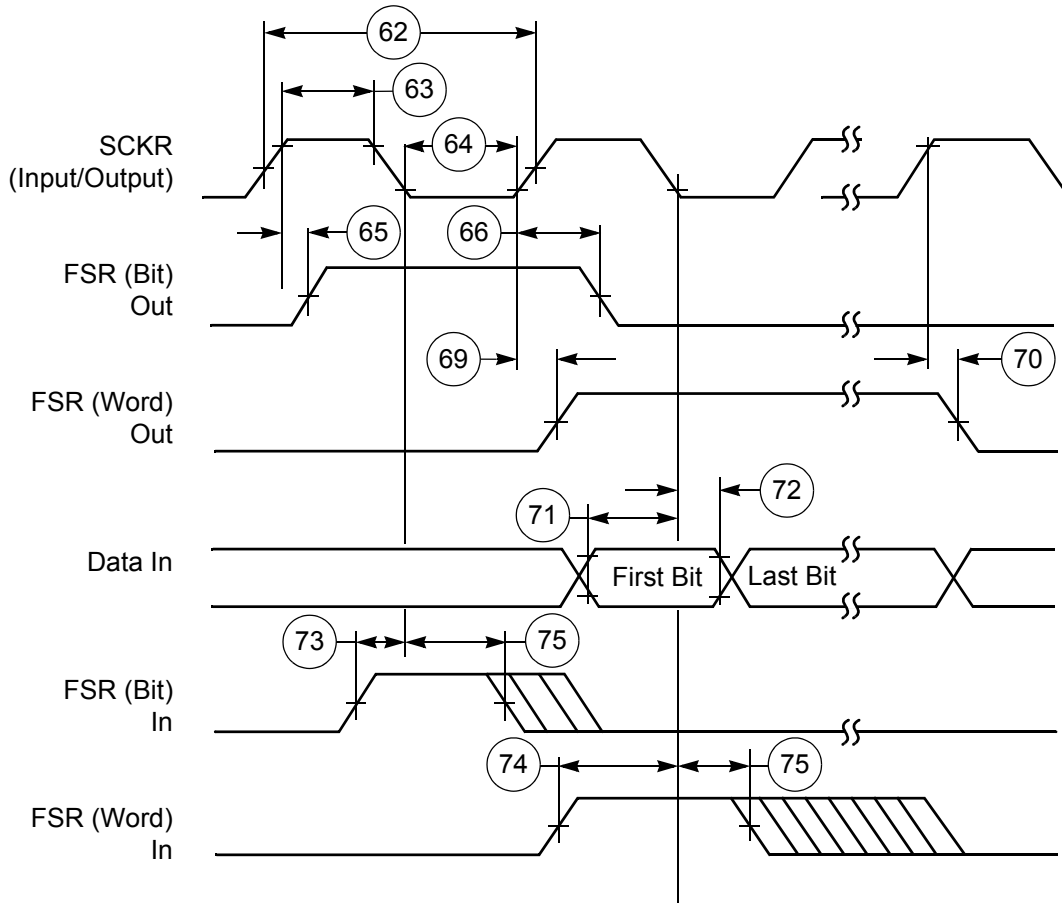 62
63
SCKR
(Input/Output)
64
65
66
FSR (Bit)
Out
69
70
FSR (Word)
Out
71
72
Data In
First Bit
Last Bit
73
75
FSR (Bit)
In
74
75
FSR (Word)
In